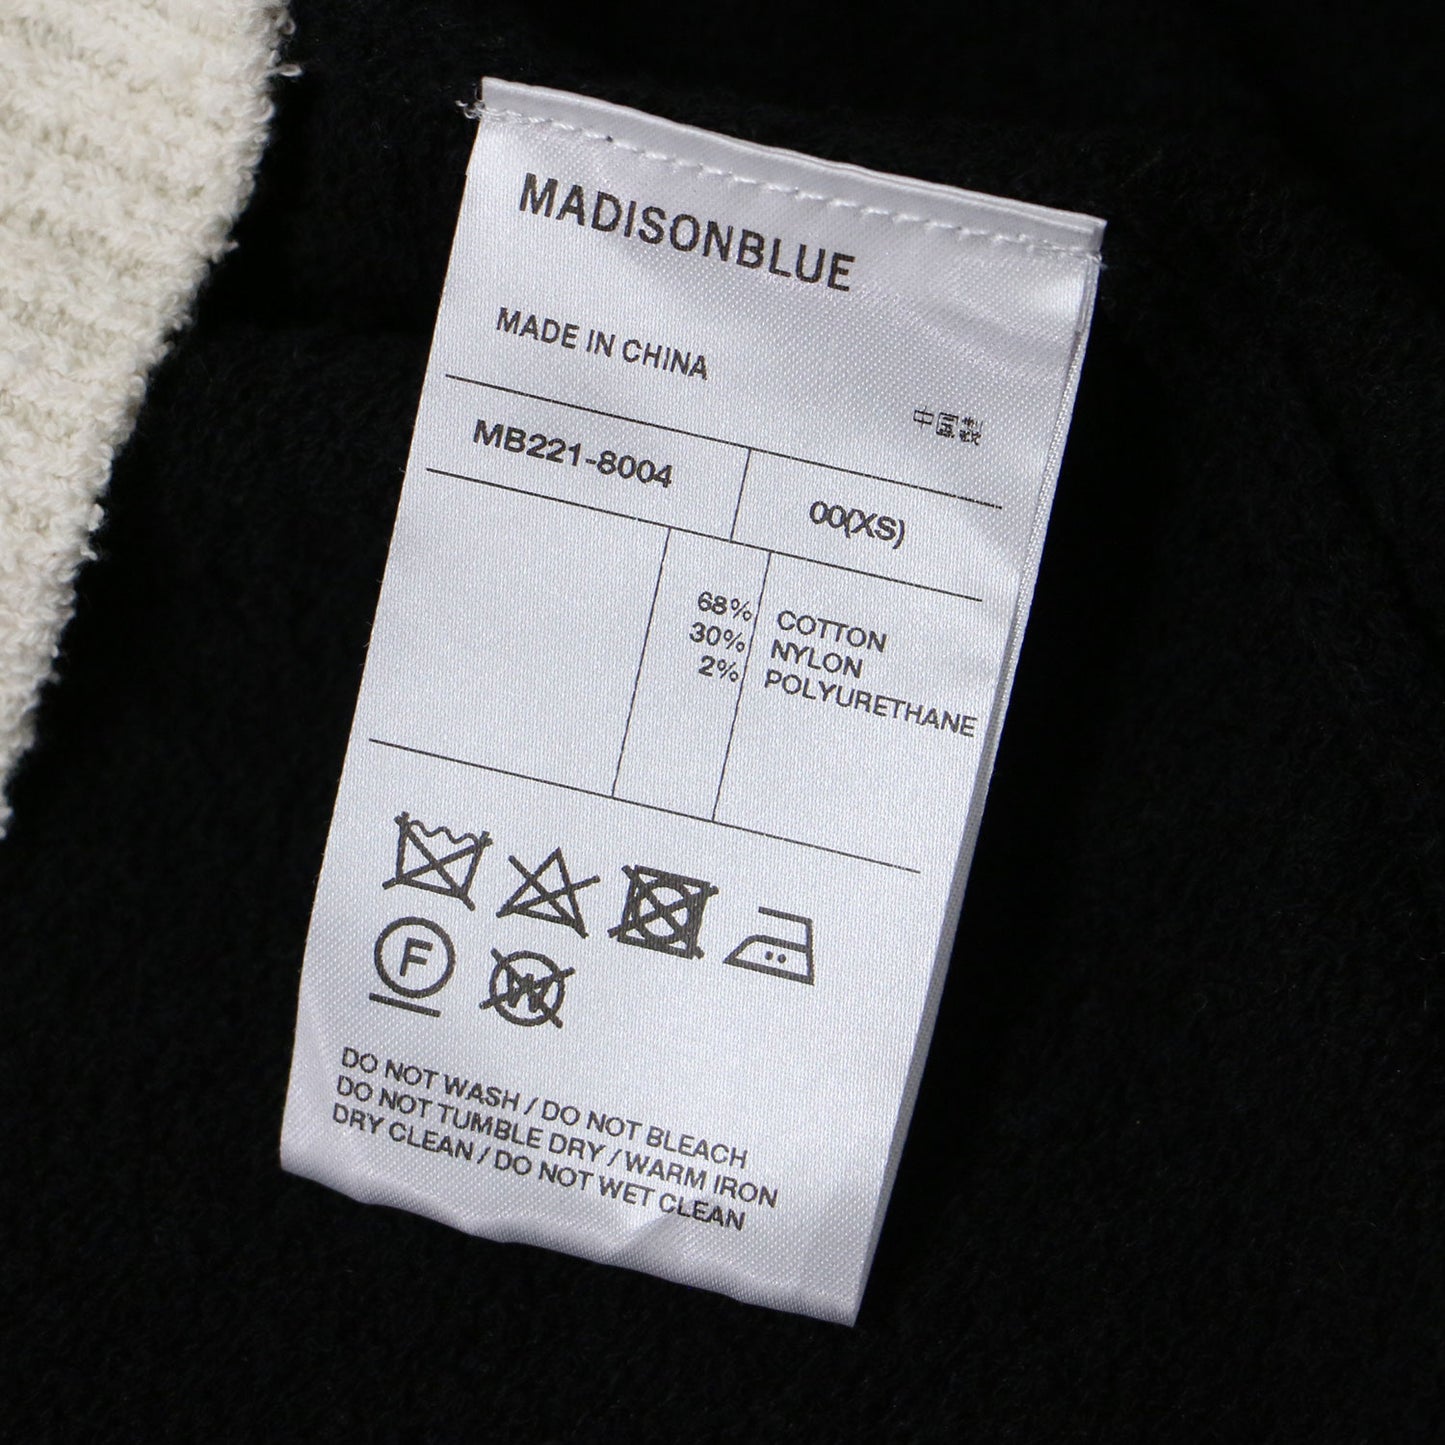 MADISONBLUE
MADE IN CHINA
中国製
MB221-8004 00(XS)
68% COTTON
30% NYLON
2% POLYURETHANE
F W
DO NOT WASH / DO NOT BLEACH
DO NOT TUMBLE DRY / WARM IRON
DRY CLEAN / DO NOT WET CLEAN